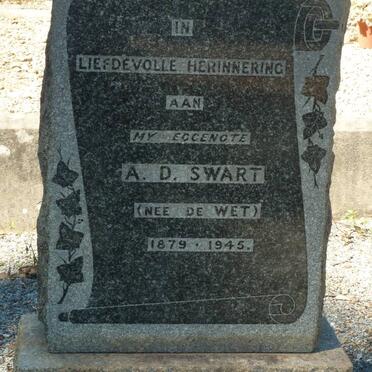 IN
LIEFDEVOLLE HERINNERING
AAN
MY EGGENOTE
A. D. SWART
(NEE DE WET)
1879 - 1945.